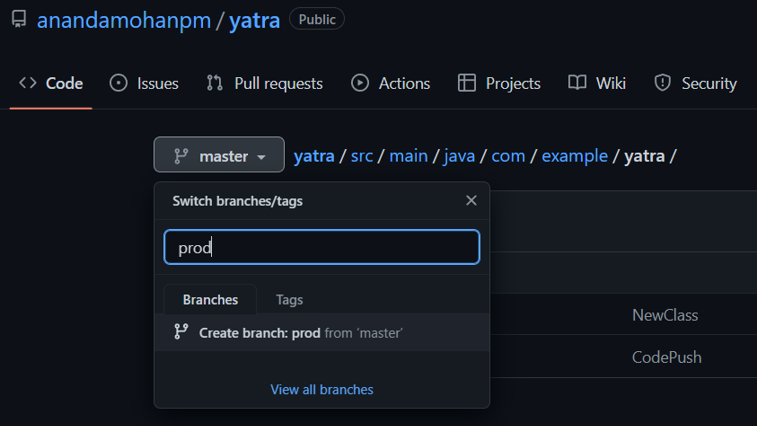 anandamohanpm / yatra Public
Code Issues Pull requests Actions Projects Wiki Security
master yatra / src / main / java / com / example / yatra /
Switch branches/tags
prod
Branches Tags
Create branch: prod from 'master'
NewClass
CodePush
View all branches